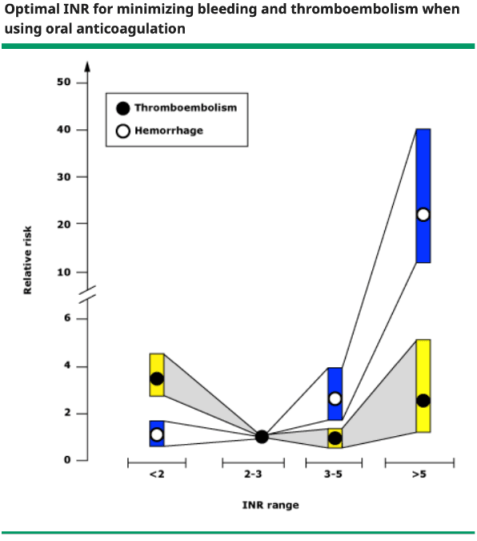 Optimal INR for minimizing bleeding and thromboembolism when
using oral anticoagulation
50
Thromboembolism
Hemorrhage
40
30
20
10
6
4
2
0
Relative risk
<2
2-3
3-5
>5
INR range